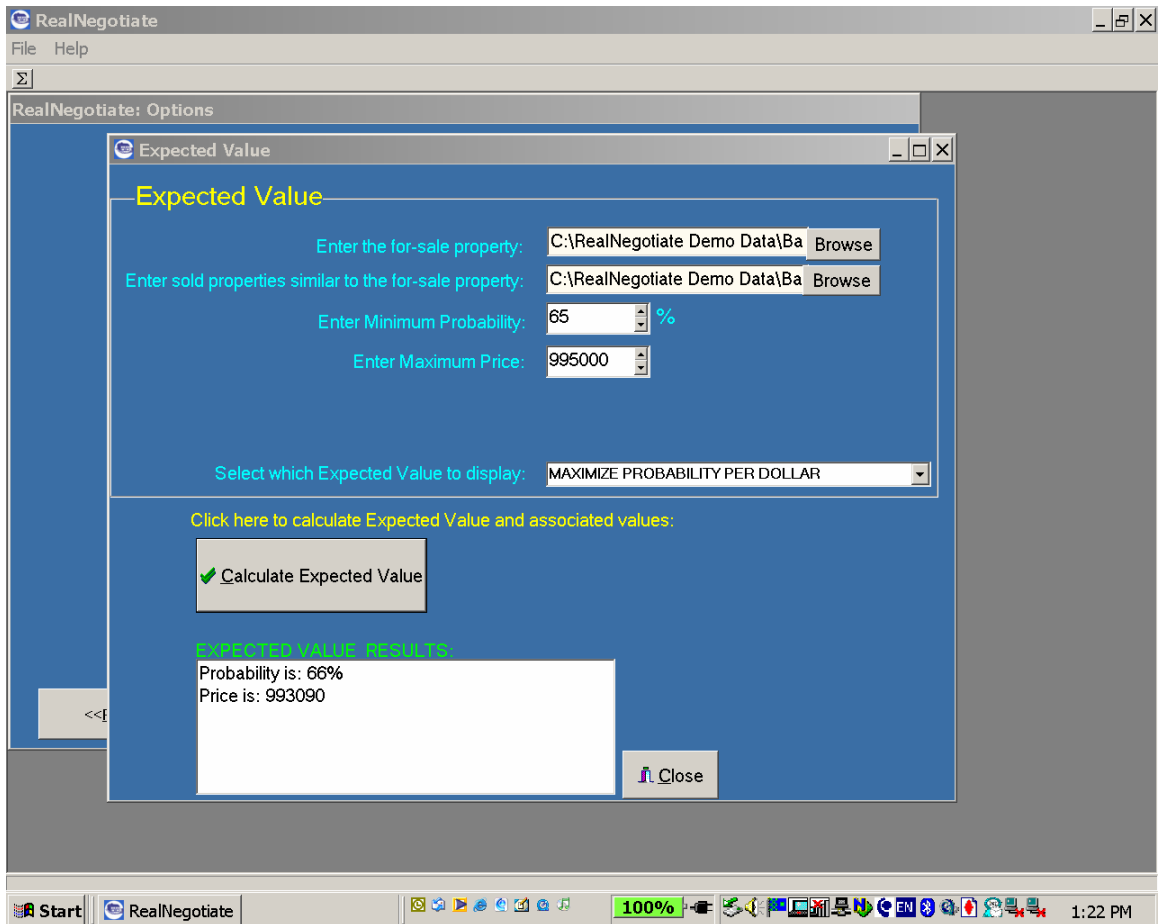 RealNegotiate
File Help
Σ
RealNegotiate: Options
Expected Value
Expected Value
Enter the for-sale property: C:\RealNegotiate Demo Data\Ba Browse
Enter sold properties similar to the for-sale property: C:\RealNegotiate Demo Data\Ba Browse
Enter Minimum Probability: 65 %
Enter Maximum Price: 995000
Select which Expected Value to display: MAXIMIZE PROBABILITY PER DOLLAR
Click here to calculate Expected Value and associated values:
Calculate Expected Value
EXPECTED VALUE RESULTS:
Probability is: 66%
Price is: 993090
<<
Close
Start RealNegotiate 100% EN 1:22 PM